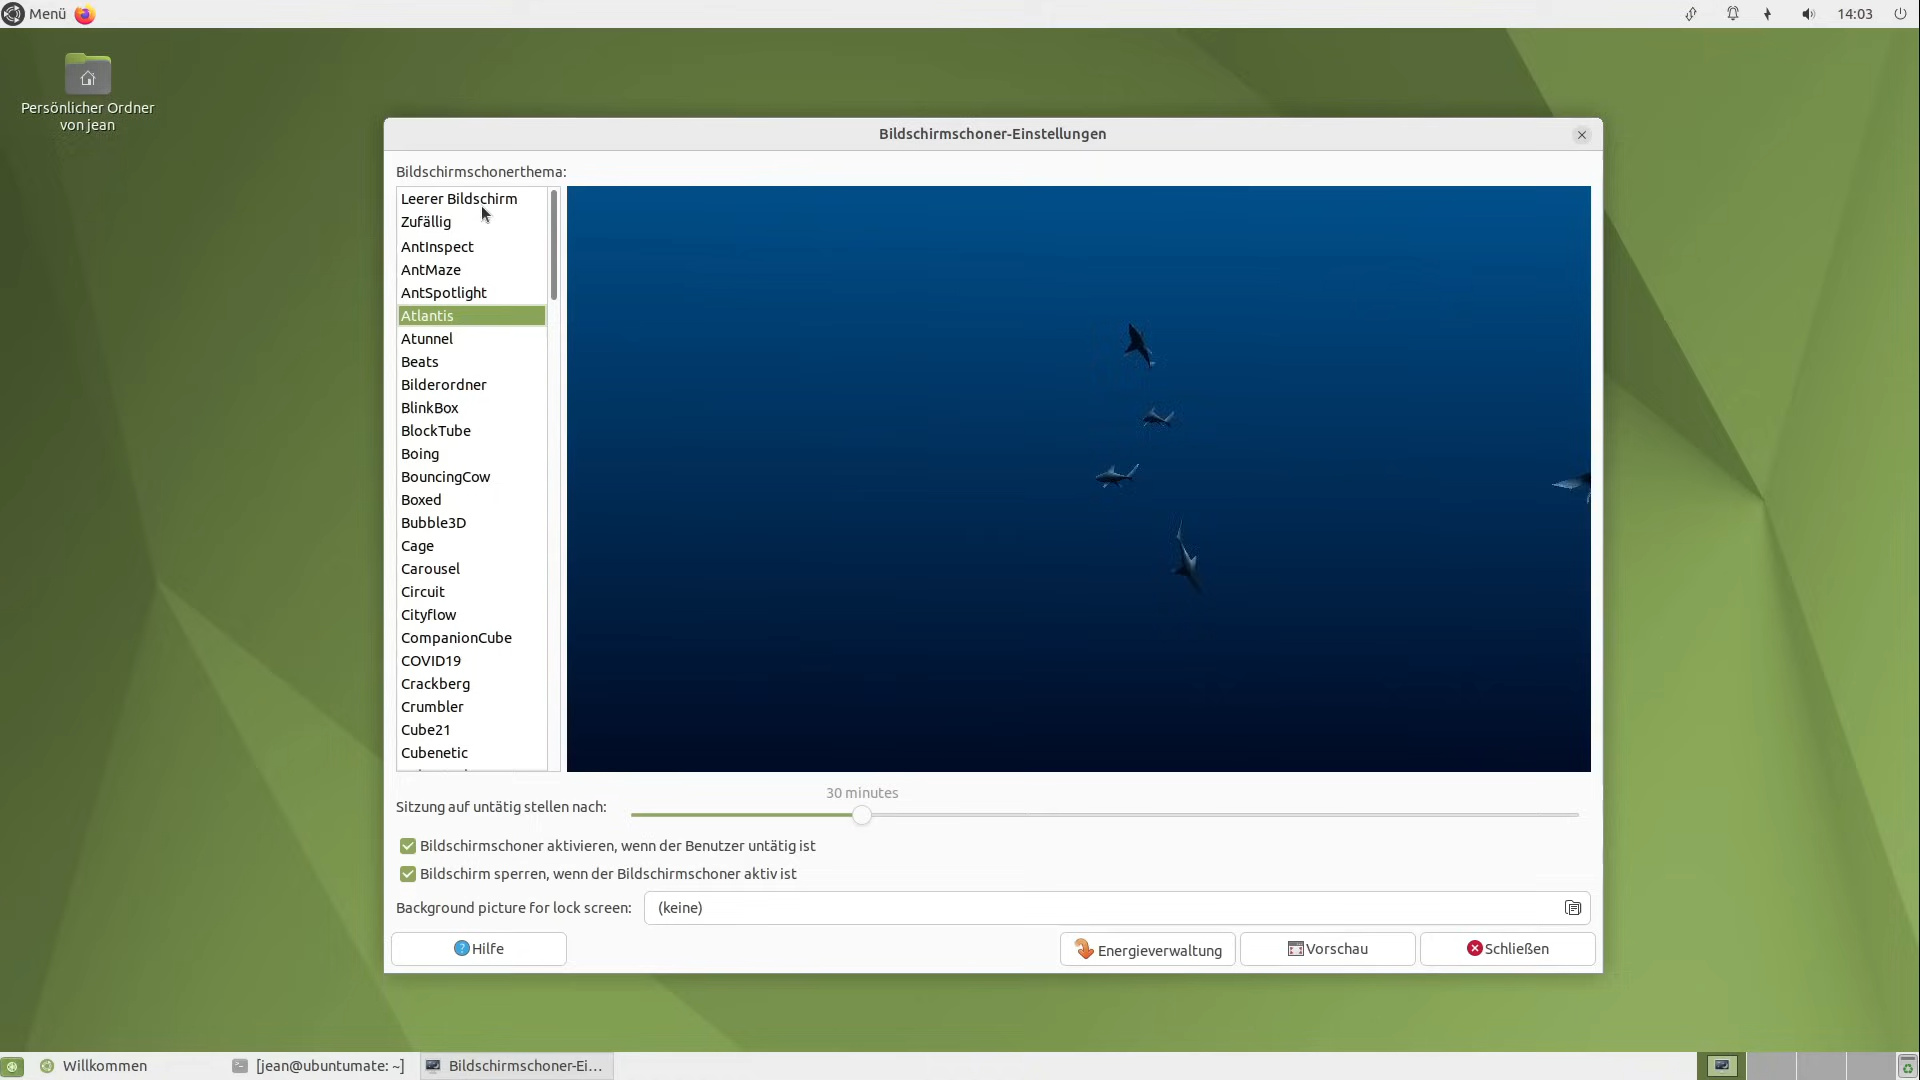 Menü
14:03
Persönlicher Ordner
von jean
Bildschirmschoner-Einstellungen
Bildschirmschonerthema:
Leerer Bildschirm
Zufällig
AntInspect
AntMaze
AntSpotlight
Atlantis
Atunnel
Beats
Bilderordner
BlinkBox
BlockTube
Boing
BouncingCow
Boxed
Bubble3D
Cage
Carousel
Circuit
Cityflow
CompanionCube
COVID19
Crackberg
Crumbler
Cube21
Cubenetic
30 minutes
Sitzung auf untätig stellen nach:
Bildschirmschoner aktivieren, wenn der Benutzer untätig ist
Bildschirm sperren, wenn der Bildschirmschoner aktiv ist
Background picture for lock screen: (keine)
Hilfe Energieverwaltung Vorschau Schließen
Willkommen [jean@ubuntumate: ~] Bildschirmschoner-Ei...